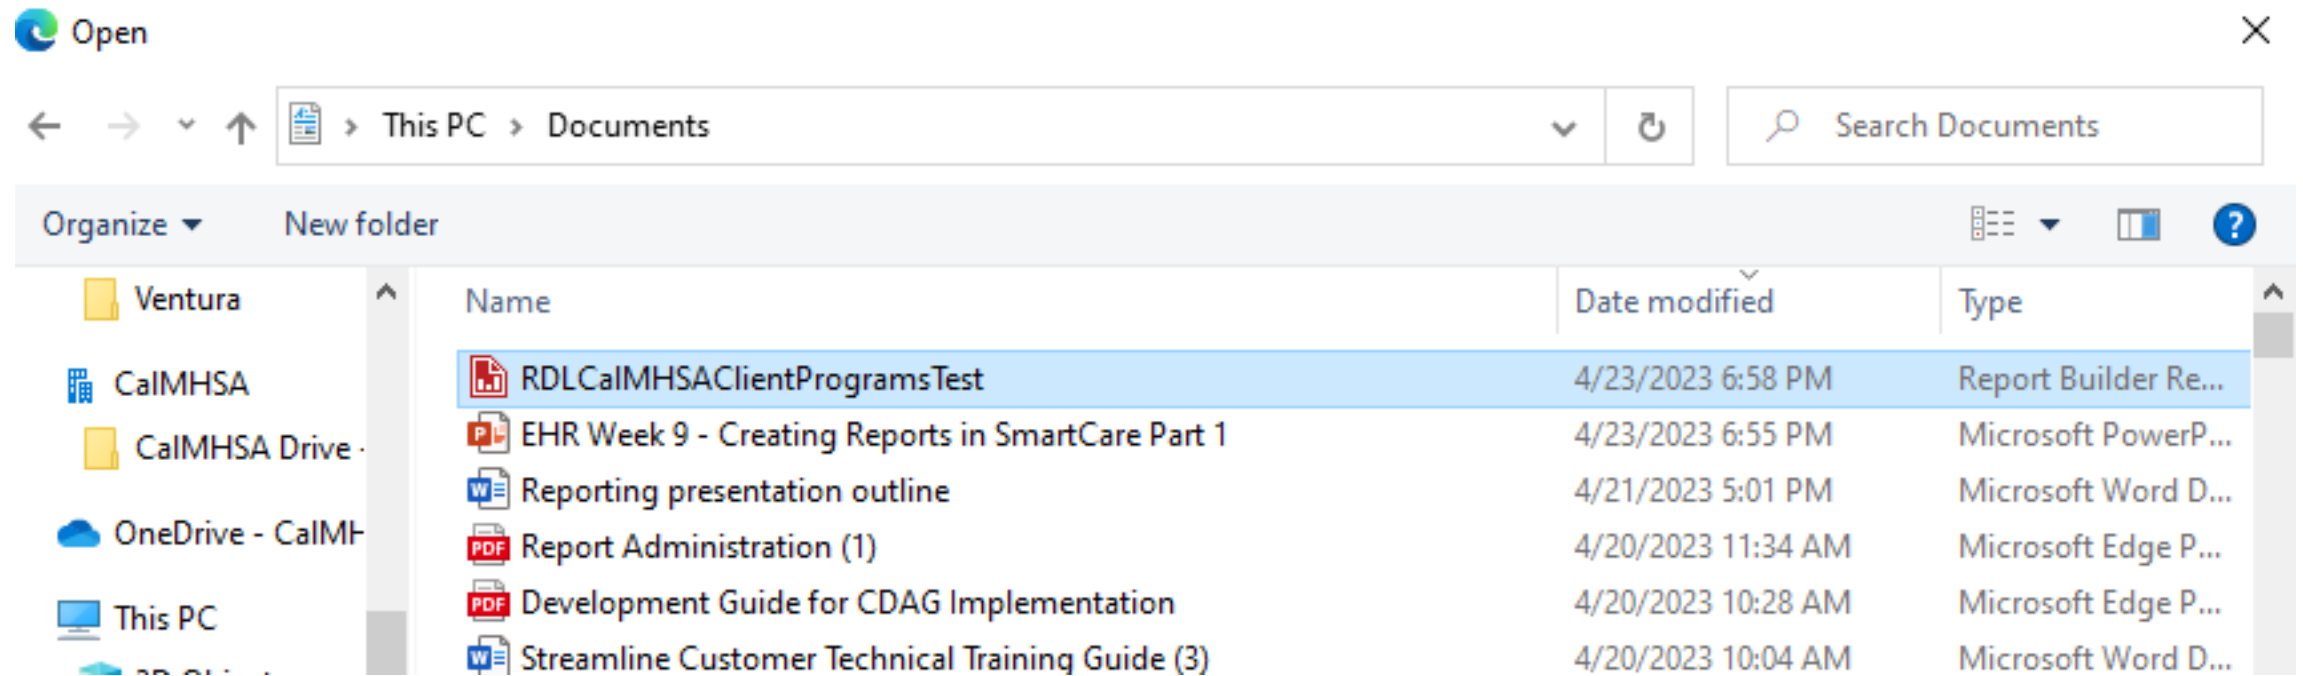 Open
This PC Documents
Search Documents
Organize New folder
Ventura
CalMHSA
CalMHSA Drive -
OneDrive - CalMH
This PC
Name Date modified Type
RDLCalMHSAClientProgramsTest 4/23/2023 6:58 PM Report Builder Re...
EHR Week 9 - Creating Reports in SmartCare Part 1 4/23/2023 6:55 PM Microsoft PowerP...
Reporting presentation outline 4/21/2023 5:01 PM Microsoft Word D...
Report Administration (1) 4/20/2023 11:34 AM Microsoft Edge P...
Development Guide for CDAG Implementation 4/20/2023 10:28 AM Microsoft Edge P...
Streamline Customer Technical Training Guide (3) 4/20/2023 10:04 AM Microsoft Word D...